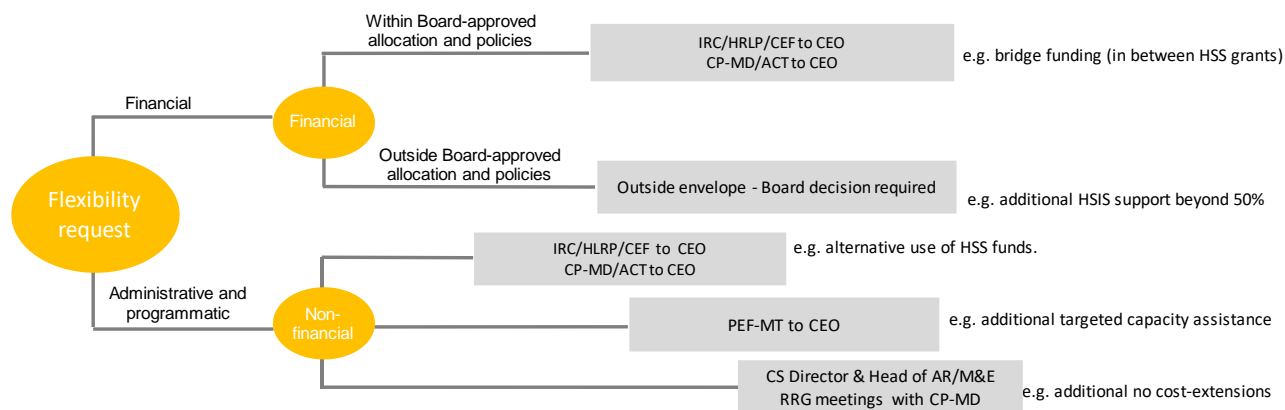 Within Board-approved
allocation and policies
IRC/HRLP/CEF to CEO
CP-MD/ACT to CEO
e.g. bridge funding (in between HSS grants)
Financial
Financial
Outside Board-approved
allocation and policies
Outside envelope - Board decision required
e.g. additional HSIS support beyond 50%
Flexibility
request
IRC/HLRP/CEF to CEO
CP-MD/ACT to CEO
e.g. alternative use of HSS funds.
Administrative and
programmatic
Non-
financial
PEF-MT to CEO
e.g. additional targeted capacity assistance
CS Director & Head of AR/M&E
RRG meetings with CP-MD
e.g. additional no cost-extensions